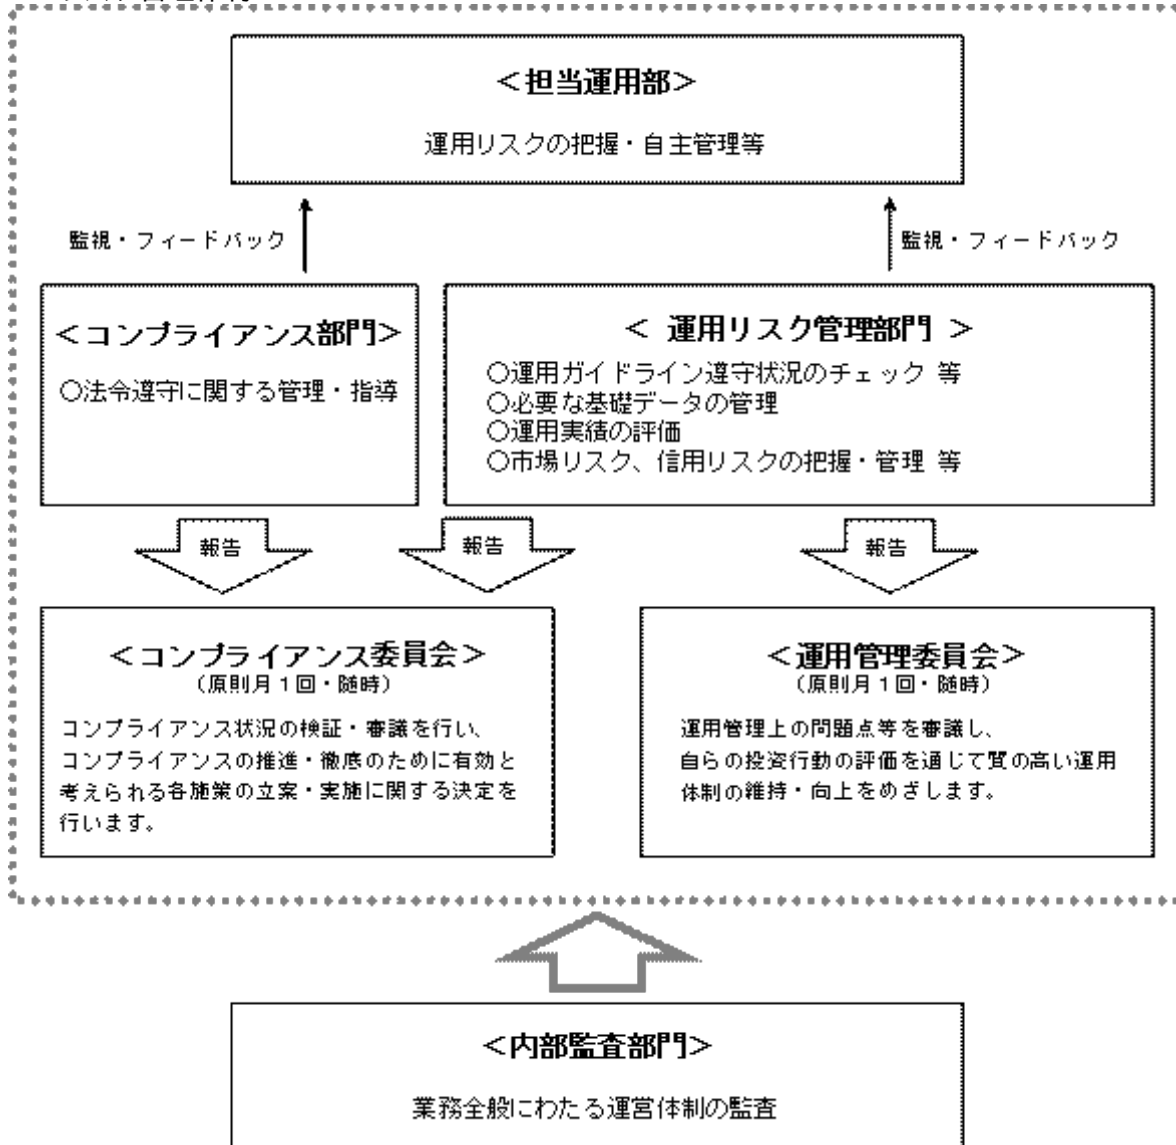 ＜担当運用部＞
運用リスクの把握・自主管理等
監視・フィードバック
監視・フィードバック
＜コンプライアンス部門＞
○法令遵守に関する管理・指導
＜ 運用リスク管理部門 ＞
○運用ガイドライン遵守状況のチェック 等
○必要な基礎データの管理
○運用実績の評価
○市場リスク、信用リスクの把握・管理 等
報告
報告
報告
＜コンプライアンス委員会＞
（原則月１回・随時）
コンプライアンス状況の検証・審議を行い、
コンプライアンスの推進・徹底のために有効と
考えられる各施策の立案・実施に関する決定を
行います。
＜運用管理委員会＞
（原則月１回・随時）
運用管理上の問題点等を審議し、
自らの投資行動の評価を通じて質の高い運用
体制の維持・向上をめざします。
＜内部監査部門＞
業務全般にわたる運営体制の監査